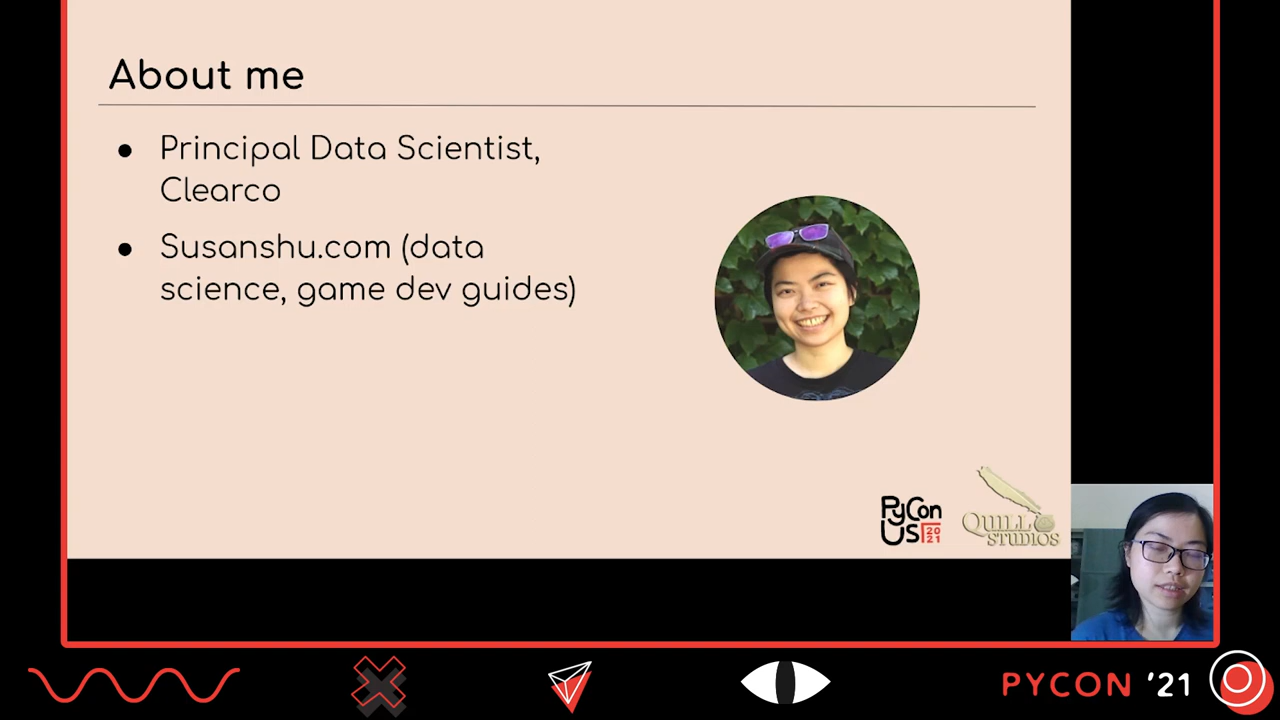 About me
● Principal Data Scientist,
Clearco
● Susanshu.com (data
science, game dev guides)
PyCon
US 2021
QUILL
STUDIOS
PYCON '21